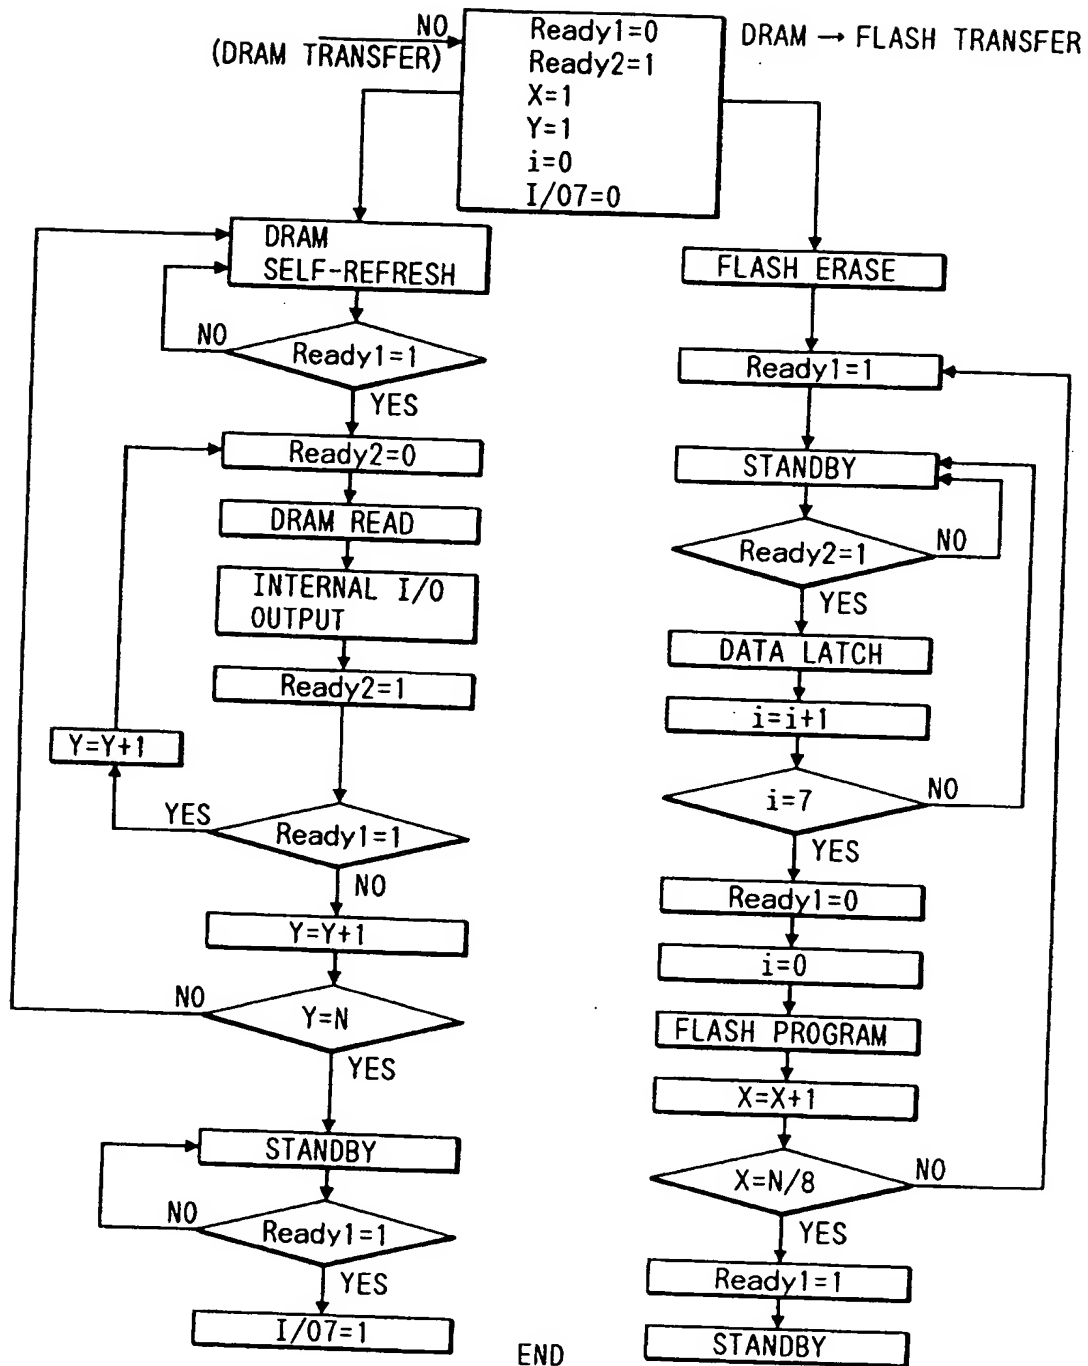 NO
(DRAM TRANSFER)
Ready1=0
Ready2=1
X=1
Y=1
i=0
I/07=0
DRAM → FLASH TRANSFER
DRAM
SELF-REFRESH
NO
Ready1=1
YES
Ready2=0
DRAM READ
INTERNAL I/O
OUTPUT
Ready2=1
Y=Y+1
YES
Ready1=1
NO
Y=Y+1
NO
Y=N
YES
STANDBY
NO
Ready1=1
YES
I/07=1
FLASH ERASE
Ready1=1
STANDBY
Ready2=1
NO
YES
DATA LATCH
i=i+1
i=7
NO
YES
Ready1=0
i=0
FLASH PROGRAM
X=X+1
X=N/8
NO
YES
Ready1=1
STANDBY
END